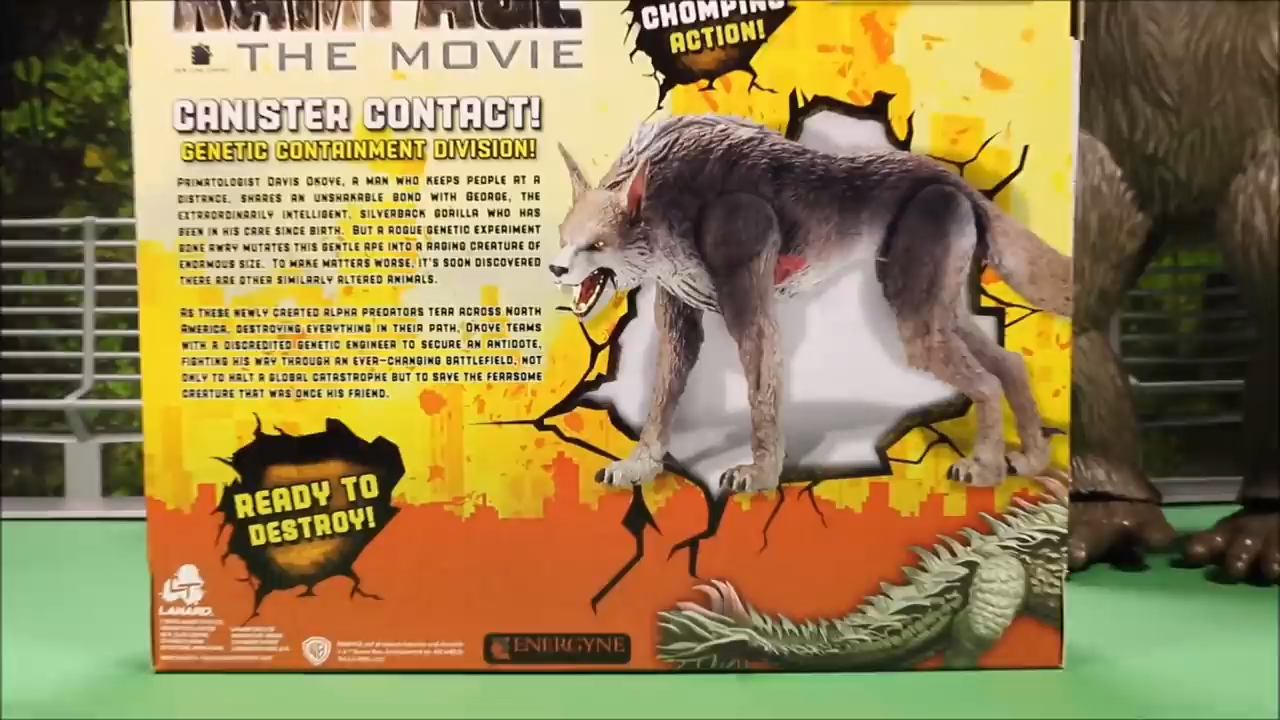 RAMPAGE
THE MOVIE
CHOMPING
ACTION!
CANISTER CONTACT!
GENETIC CONTAINMENT DIVISION!
PRIMATOLOGIST DAVIS OKOYE, A MAN WHO KEEPS PEOPLE AT A
DISTANCE, SHARES AN UNSHAKABLE BOND WITH GEORGE, THE
EXTRAORDINARILY INTELLIGENT, SILVERBACK GORILLA WHO HAS
BEEN IN HIS CARE SINCE BIRTH. BUT A ROGUE GENETIC EXPERIMENT
GONE AWAY MUTATES THIS GENTLE APE INTO A RAGING CREATURE OF
ENORMOUS SIZE. TO MAKE MATTERS WORSE, IT'S SOON DISCOVERED
THERE ARE OTHER SIMILARLY ALTERED ANIMALS.
AS THESE NEWLY CREATED ALPHA PREDATORS TEAR ACROSS NORTH
AMERICA, DESTROYING EVERYTHING IN THEIR PATH, OKOYE TEAMS
WITH A DISCREDITED GENETIC ENGINEER TO SECURE AN ANTIDOTE,
FIGHTING HIS WAY THROUGH AN EVER-CHANGING BATTLEFIELD, NOT
ONLY TO HALT A GLOBAL CATASTROPHE BUT TO SAVE THE FEARSOME
CREATURE THAT WAS ONCE HIS FRIEND.
READY TO
DESTROY!
LANARD
WB
ENERGYNE